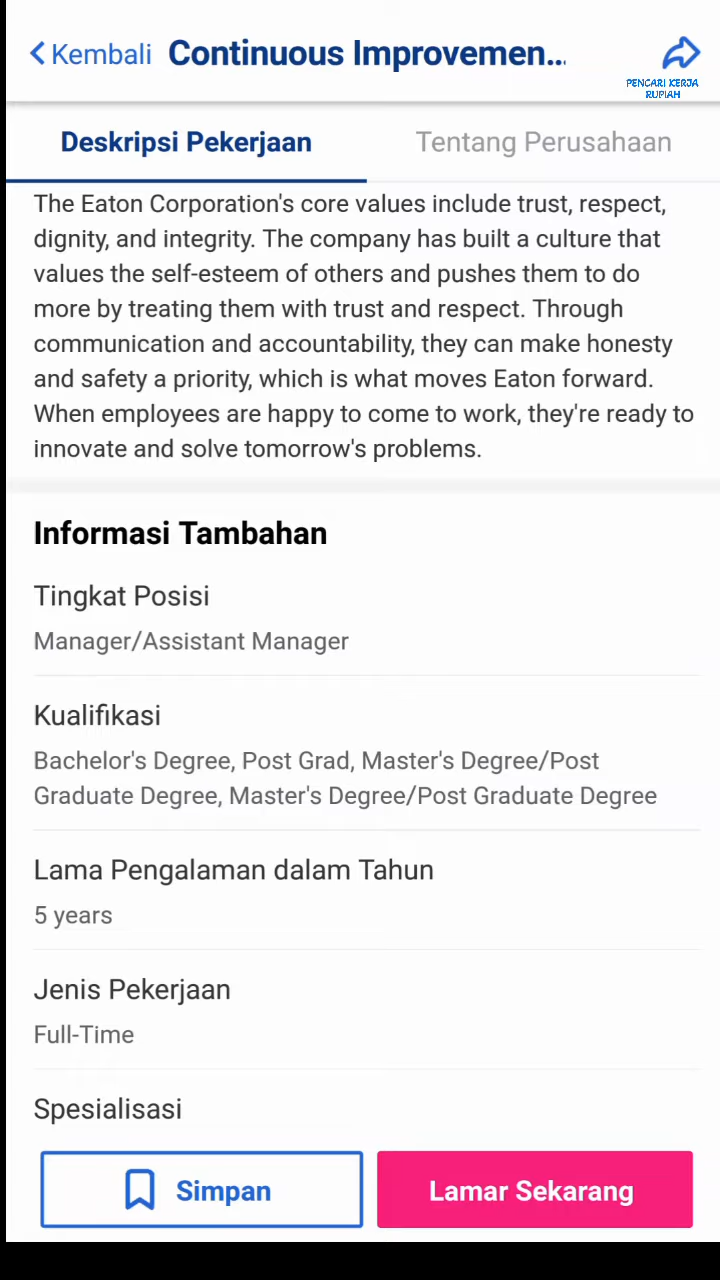 Kembali Continuous Improvemen...
PENCARI KERJA
RUPIAH
Deskripsi Pekerjaan Tentang Perusahaan
The Eaton Corporation's core values include trust, respect,
dignity, and integrity. The company has built a culture that
values the self-esteem of others and pushes them to do
more by treating them with trust and respect. Through
communication and accountability, they can make honesty
and safety a priority, which is what moves Eaton forward.
When employees are happy to come to work, they're ready to
innovate and solve tomorrow's problems.
Informasi Tambahan
Tingkat Posisi
Manager/Assistant Manager
Kualifikasi
Bachelor's Degree, Post Grad, Master's Degree/Post
Graduate Degree, Master's Degree/Post Graduate Degree
Lama Pengalaman dalam Tahun
5 years
Jenis Pekerjaan
Full-Time
Spesialisasi
Simpan Lamar Sekarang